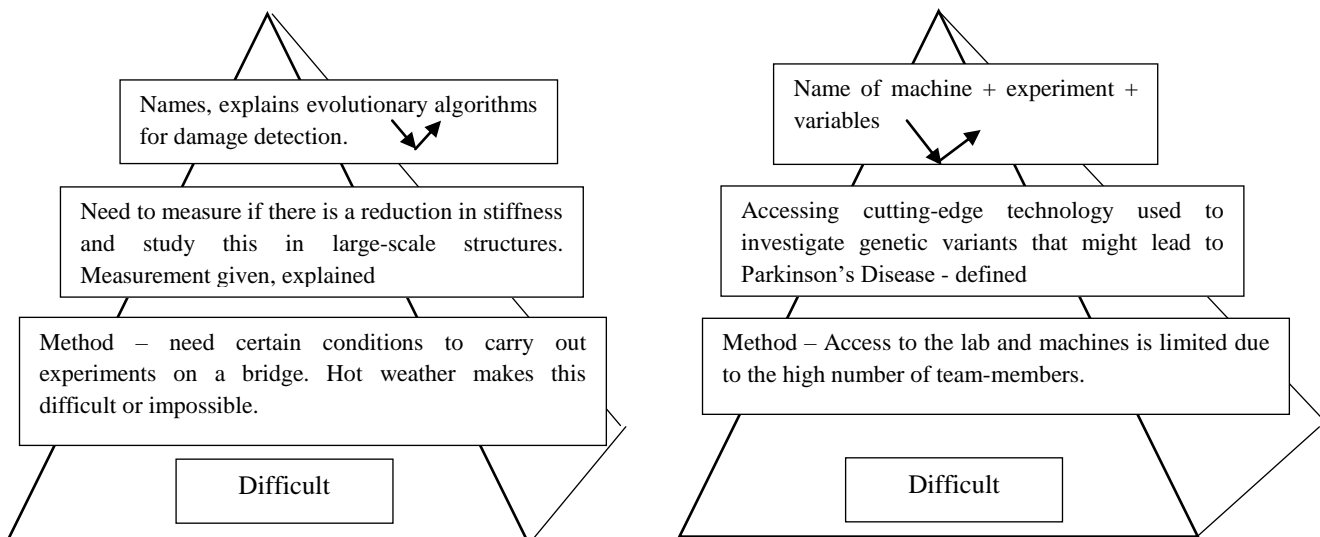 Names, explains evolutionary algorithms
for damage detection.
Need to measure if there is a reduction in stiffness
and study this in large-scale structures.
Measurement given, explained
Method – need certain conditions to carry out
experiments on a bridge. Hot weather makes this
difficult or impossible.
Difficult
Name of machine + experiment +
variables
Accessing cutting-edge technology used to
investigate genetic variants that might lead to
Parkinson’s Disease - defined
Method – Access to the lab and machines is limited due
to the high number of team-members.
Difficult